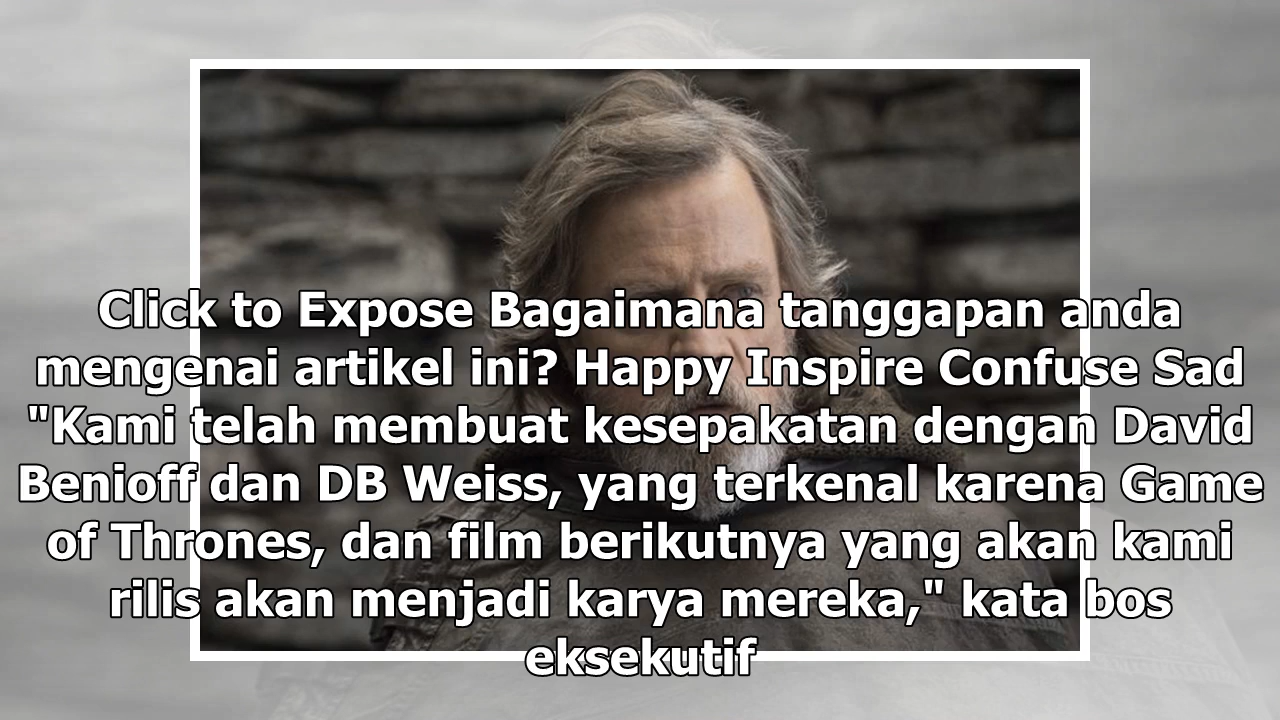 Click to Expose Bagaimana tanggapan anda
mengenai artikel ini? Happy Inspire Confuse Sad
"Kami telah membuat kesepakatan dengan David
Benioff dan DB Weiss, yang terkenal karena Game
of Thrones, dan film berikutnya yang akan kami
rilis akan menjadi karya mereka," kata bos
eksekutif